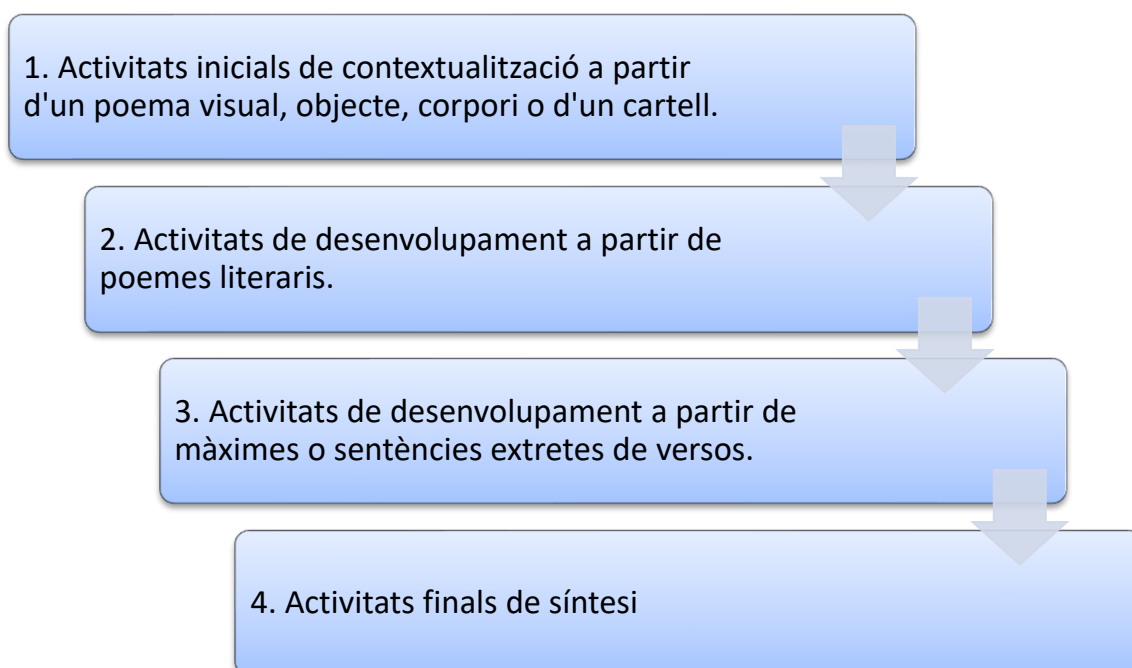 1. Activitats inicials de contextualització a partir
d'un poema visual, objecte, corpori o d'un cartell.
2. Activitats de desenvolupament a partir de
poemes literaris.
3. Activitats de desenvolupament a partir de
màximes o sentències extretes de versos.
4. Activitats finals de síntesi